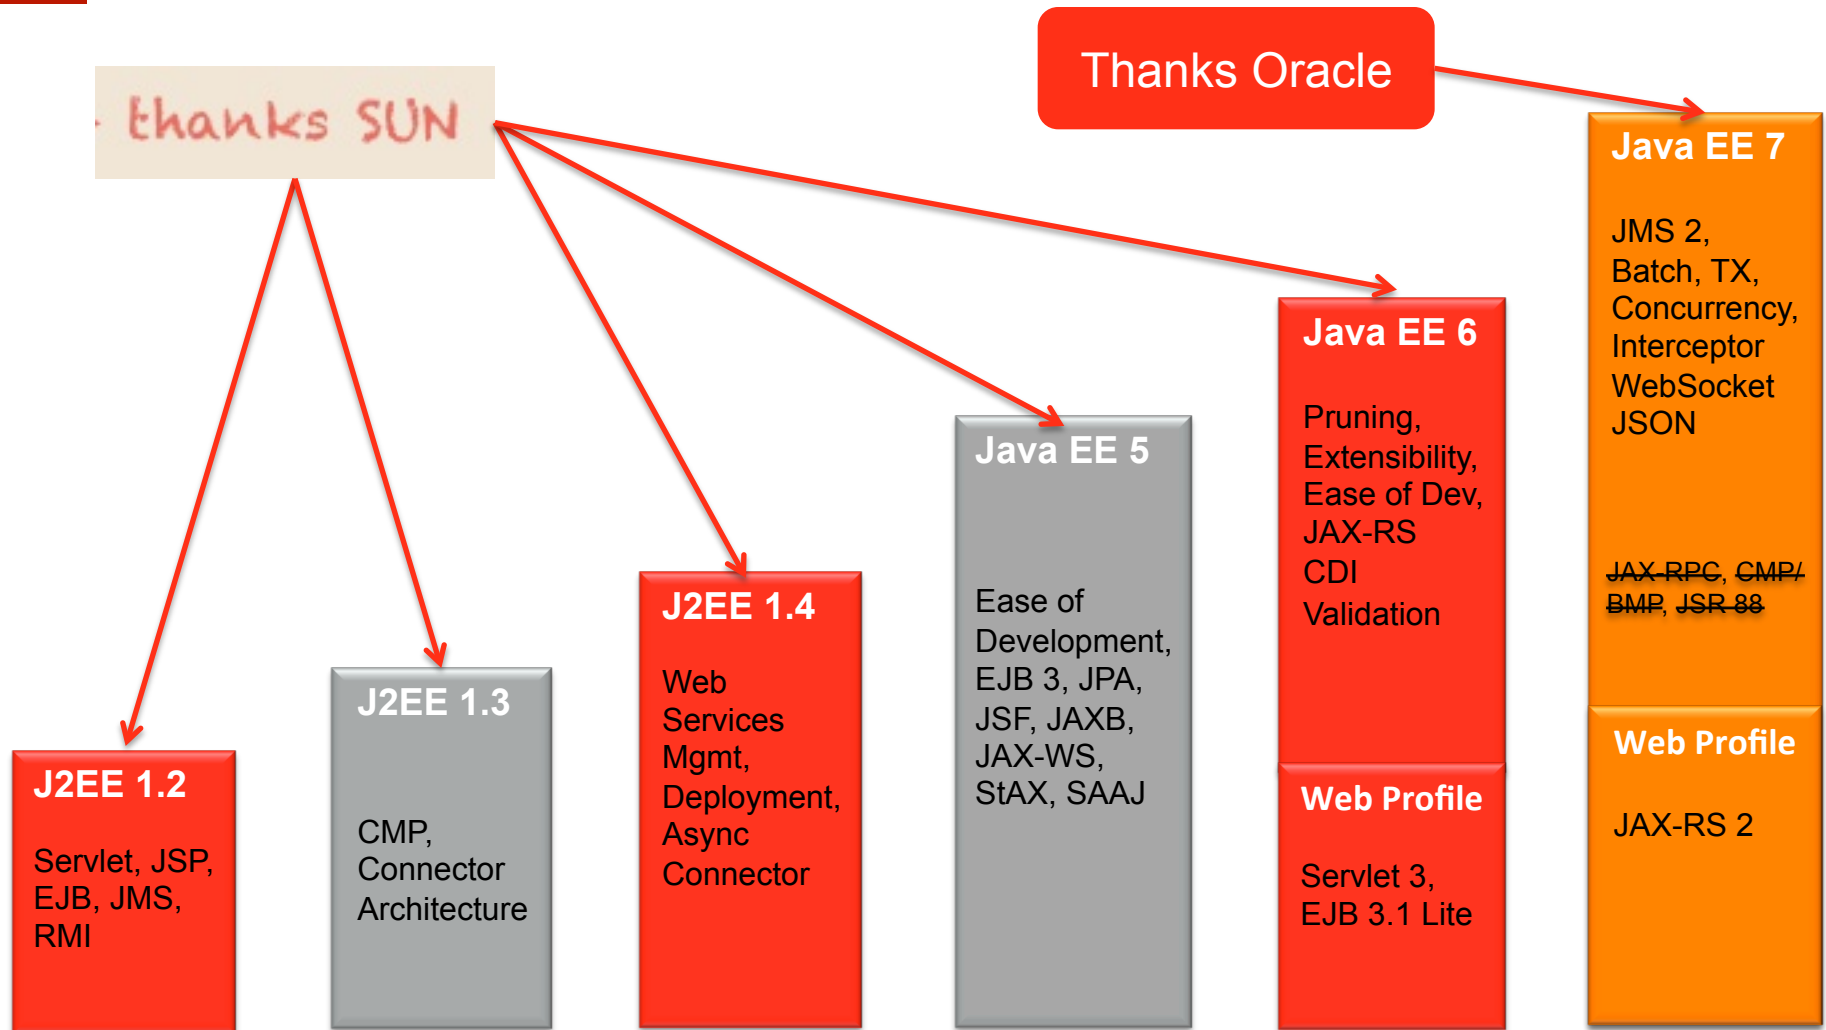 thanks SUN
Thanks Oracle
J2EE 1.2
Servlet, JSP,
EJB, JMS,
RMI
J2EE 1.3
CMP,
Connector
Architecture
J2EE 1.4
Web
Services
Mgmt,
Deployment,
Async
Connector
Java EE 5
Ease of
Development,
EJB 3, JPA,
JSF, JAXB,
JAX-WS,
StAX, SAAJ
Java EE 6
Pruning,
Extensibility,
Ease of Dev,
JAX-RS
CDI
Validation
Web Profile
Servlet 3,
EJB 3.1 Lite
Java EE 7
JMS 2,
Batch, TX,
Concurrency,
Interceptor
WebSocket
JSON
JAX-RPC, CMP/
BMP, JSR 88
Web Profile
JAX-RS 2